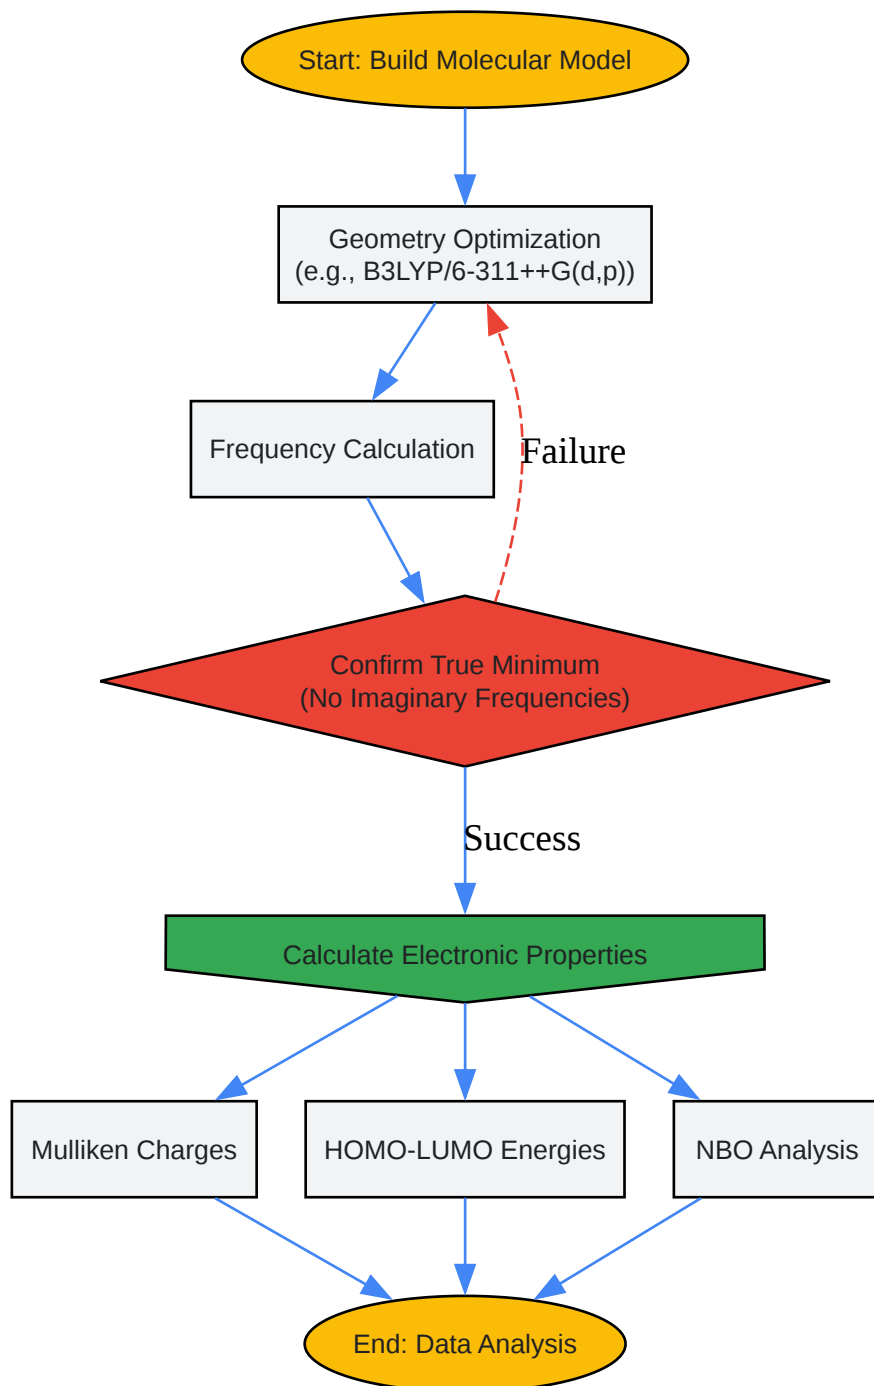 Start: Build Molecular Model
Geometry Optimization
(e.g., B3LYP/6-311++G(d,p))
Frequency Calculation
Failure
Confirm True Minimum
(No Imaginary Frequencies)
Success
Calculate Electronic Properties
Mulliken Charges
HOMO-LUMO Energies
NBO Analysis
End: Data Analysis